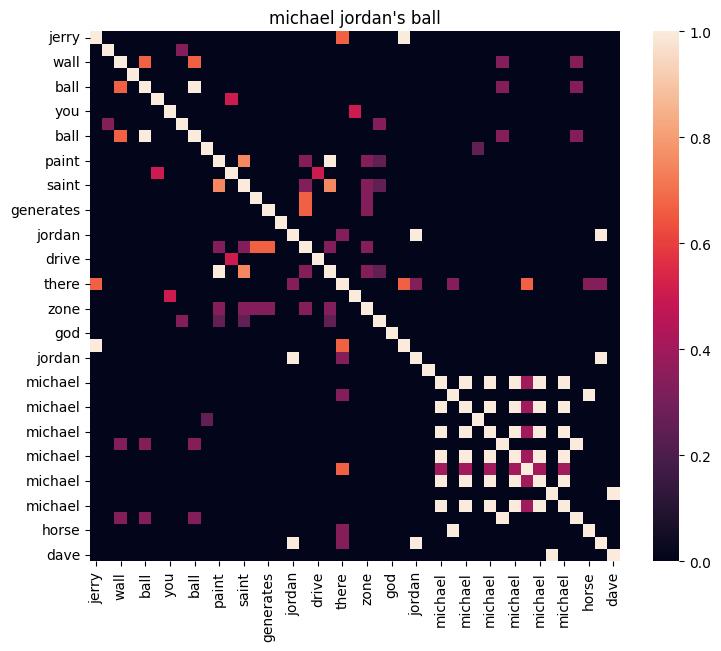 michael jordan's ball
jerry
wall
ball
you
ball
paint
saint
generates
jordan
drive
there
zone
god
jordan
michael
michael
michael
michael
michael
michael
horse
dave
1.0
0.8
0.6
0.4
0.2
0.0
jerry
wall
ball
you
ball
paint
saint
generates
jordan
drive
there
zone
god
jordan
michael
michael
michael
michael
michael
michael
horse
dave